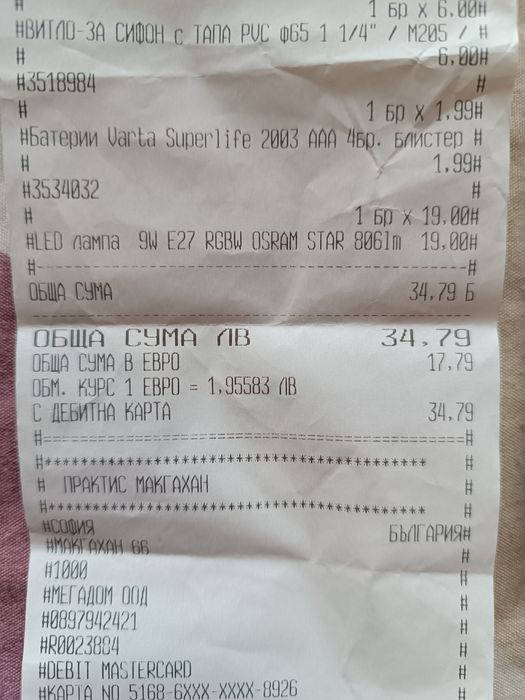 1 бр x 6.00#
#ВИТЛО-ЗА СИФОН с ТАПА PVC ф65 1 1/4" / М205 / #
# 6.00#
#3518984 #
# 1 бр x 1.99#
#Батерии Varta Superlife 2003 AAA 4бр. блистер #
# 1.99#
#3534032 #
# 1 бр x 19.00#
#LED лампа 9W E27 RGBW OSRAM STAR 806lm 19.00#
#--------------------------------------------#
ОБЩА СУМА 34.79 Б
ОБЩА СУМА ЛВ 34.79
ОБЩА СУМА В ЕВРО 17.79
ОБМ. КУРС 1 ЕВРО = 1.95583 ЛВ
С ДЕБИТНА КАРТА 34.79
#============================================#
#**************************************** #
# ПРАКТИС МАКГАХАН #
#**************************************** #
#СОФИЯ БЪЛГАРИЯ#
#МАКГАХАН 66 #
#1000 #
#МЕГАДОМ ООД #
#0897942421 #
#R0023884 #
#DEBIT MASTERCARD #
#КАРТА NO 5168-6XXX-XXXX-8926 #